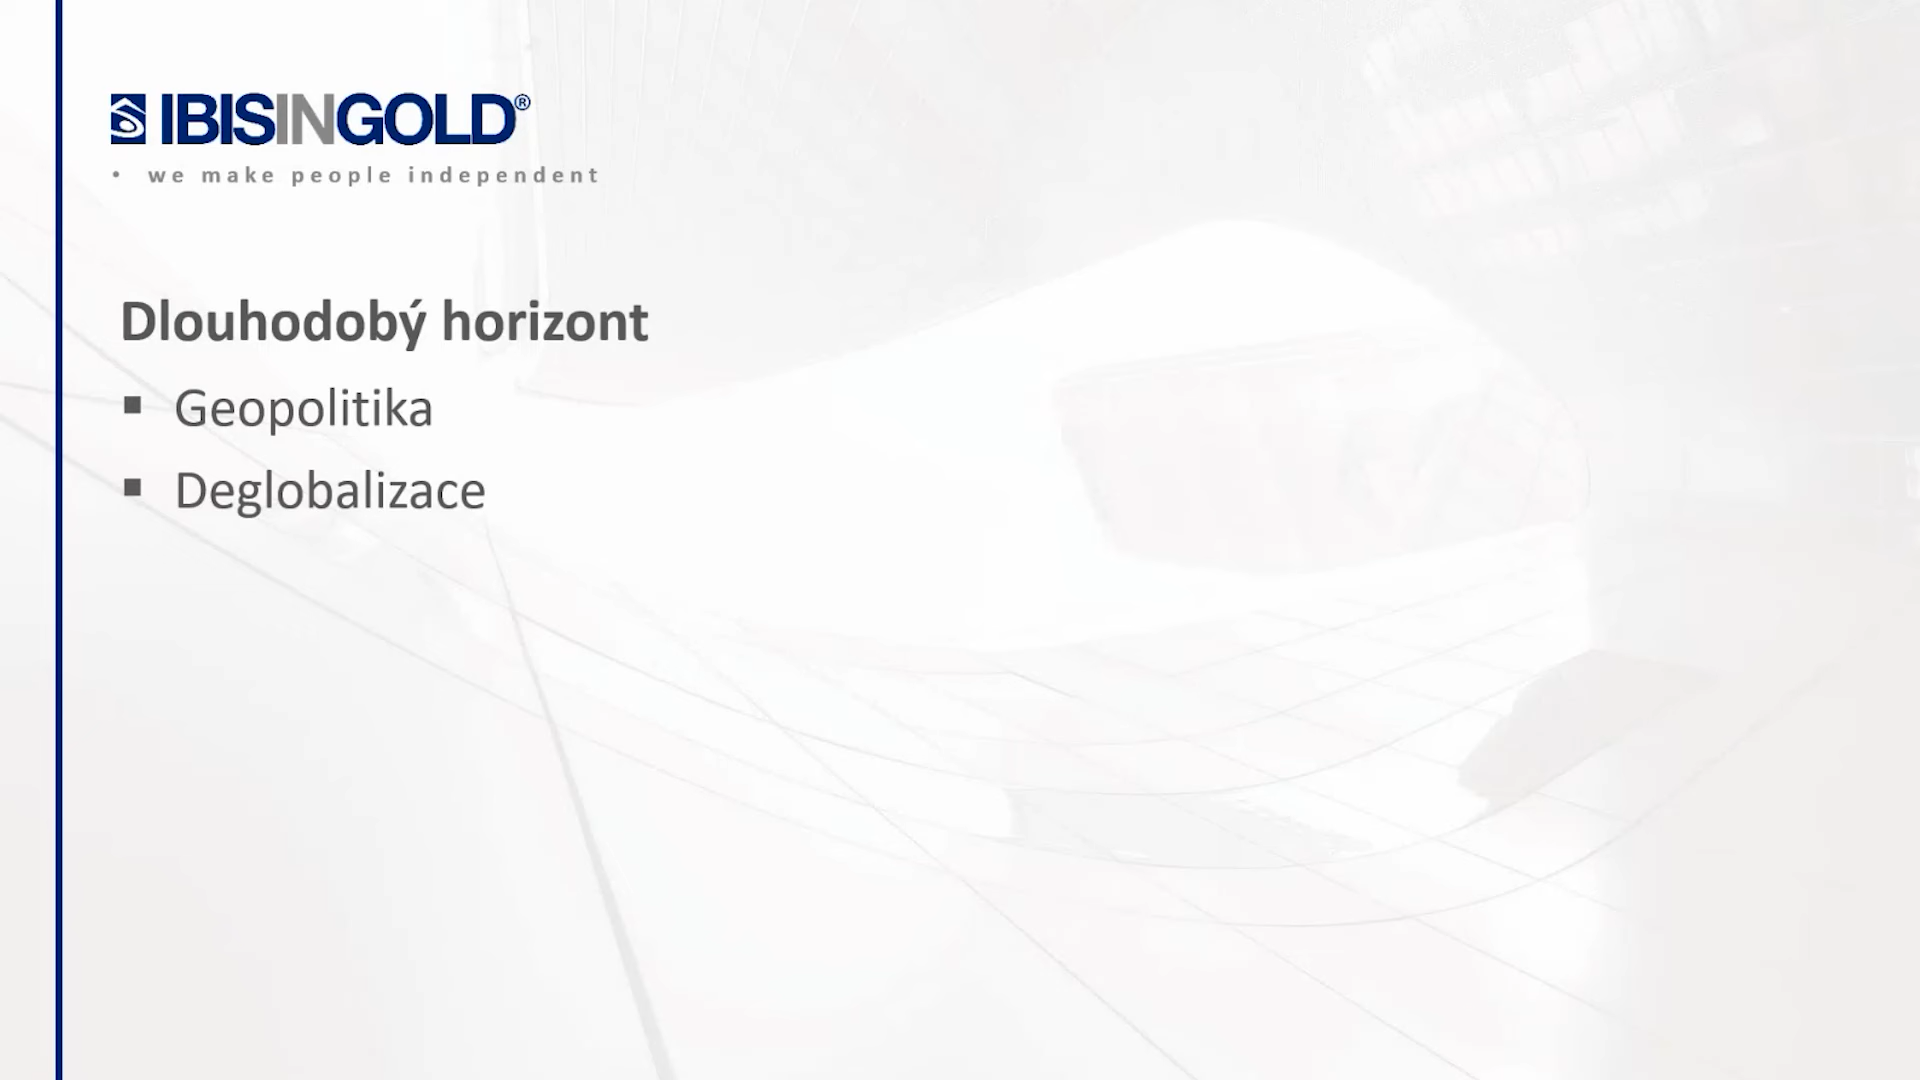 IBISINGOLD®
• we make people independent
Dlouhodobý horizont
▪ Geopolitika
▪ Deglobalizace